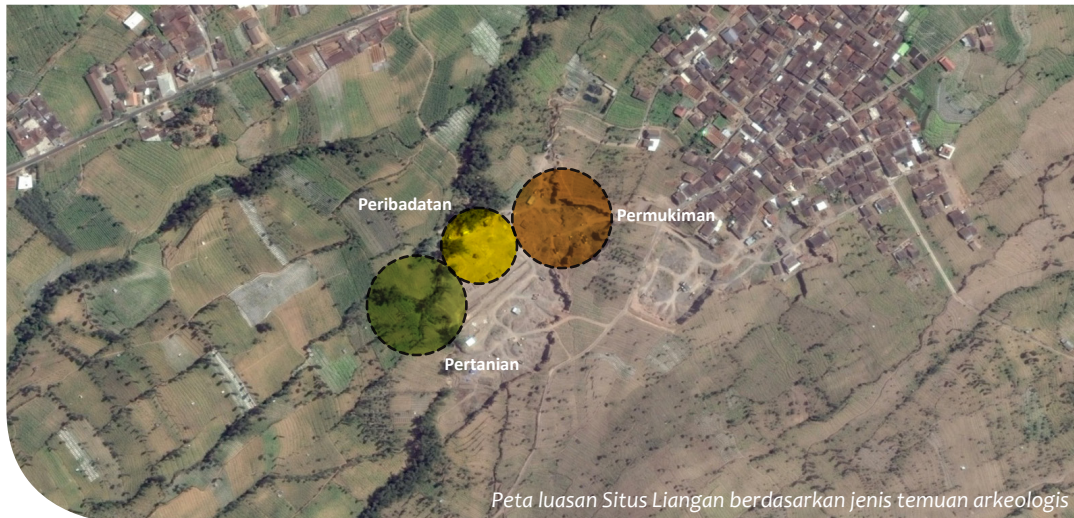 Peribadatan
Permukiman
Pertanian
Peta luasan Situs Liangan berdasarkan jenis temuan arkeologis